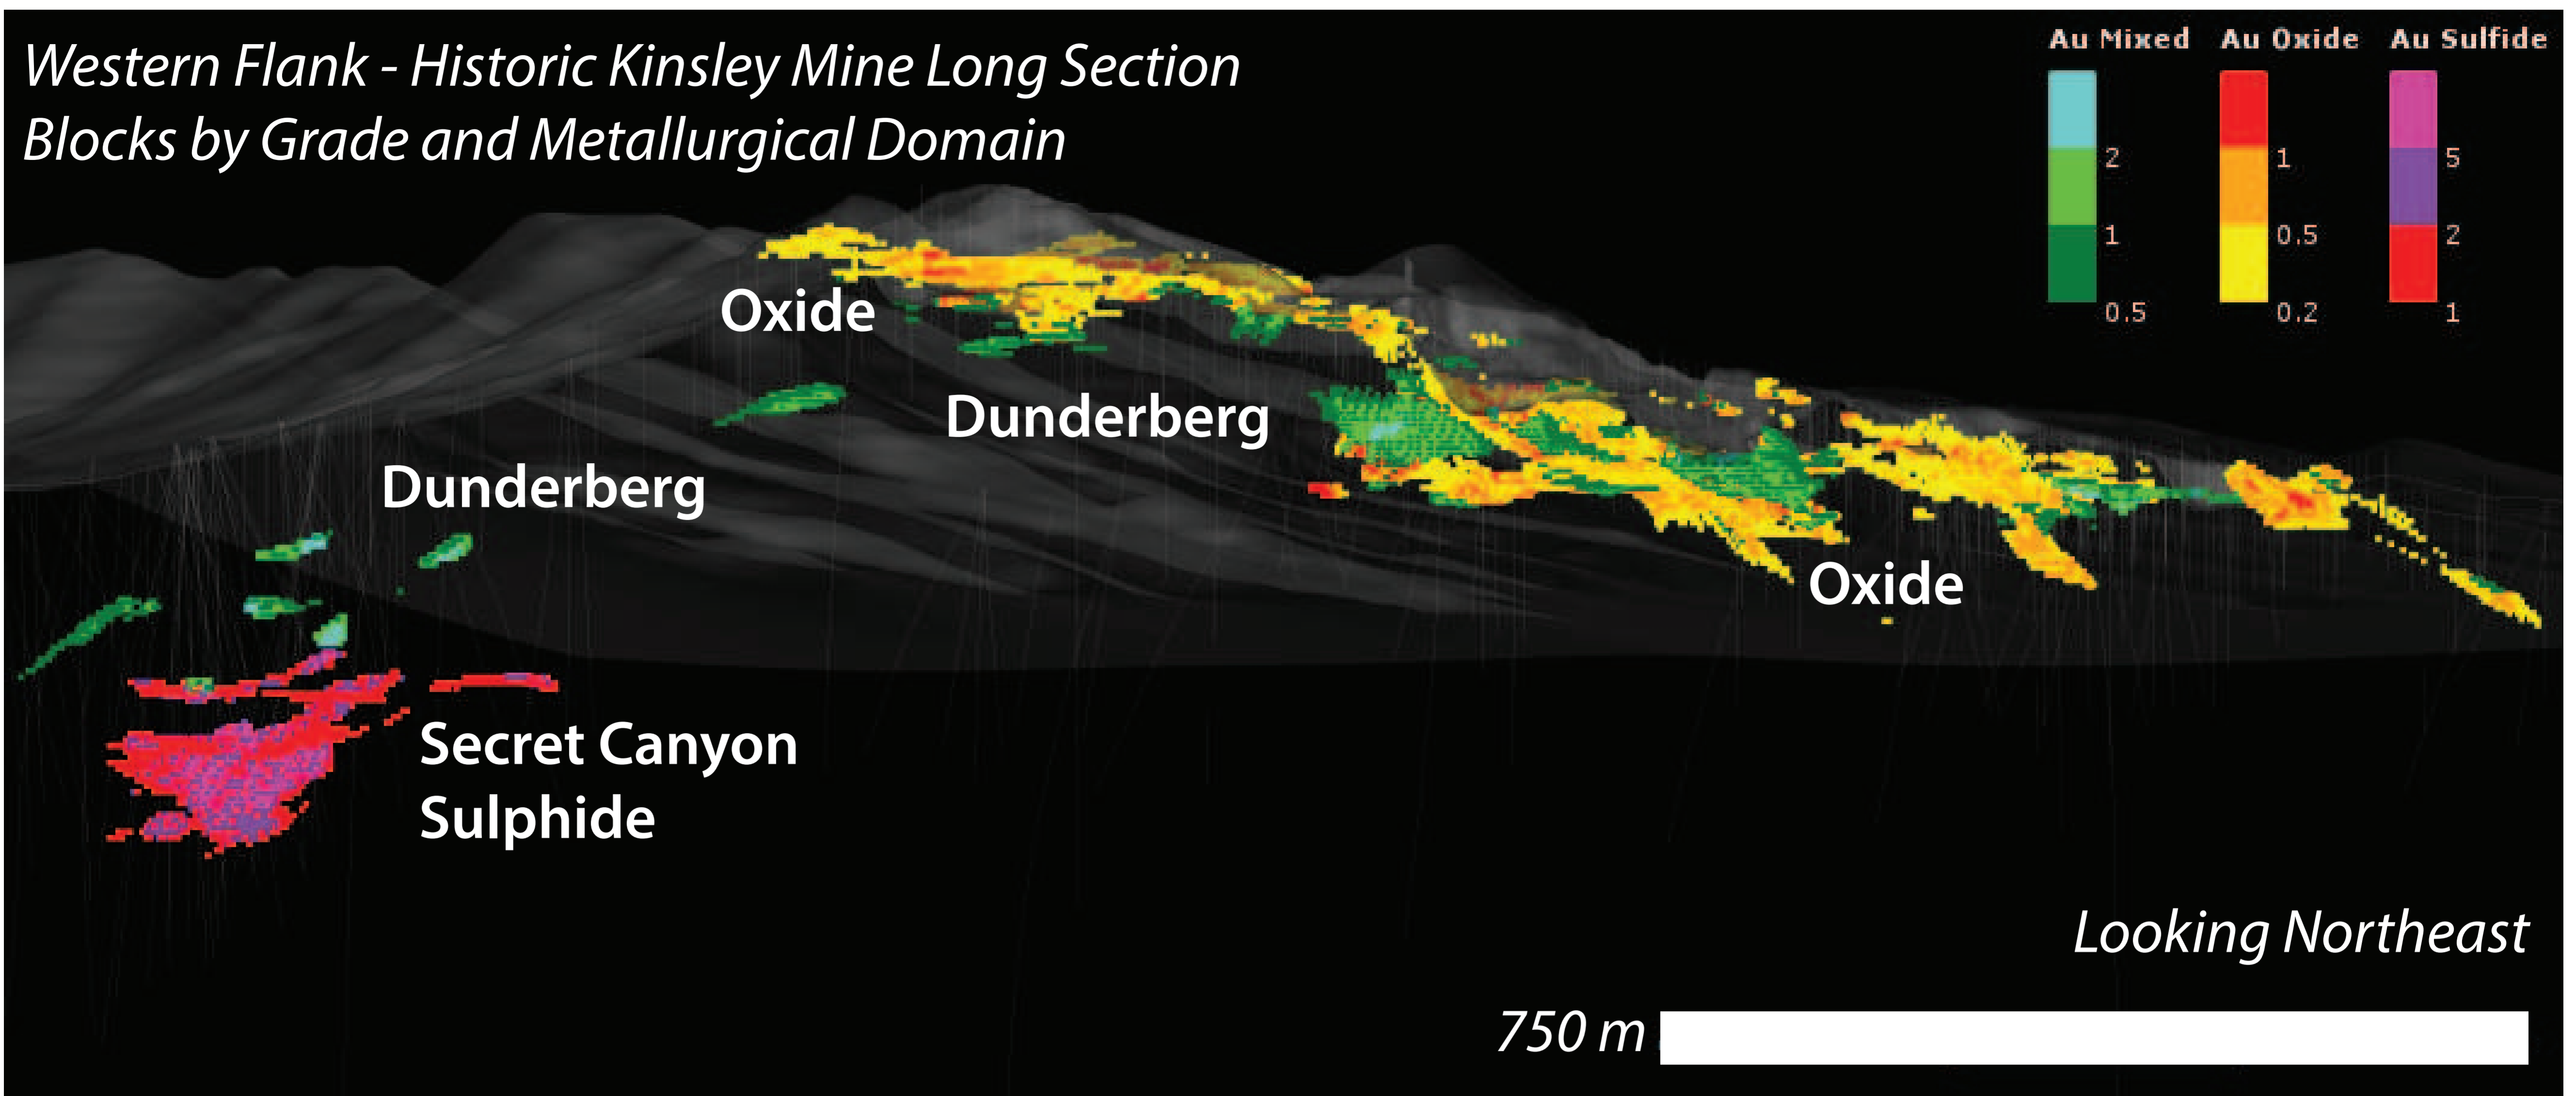 Western Flank - Historic Kinsley Mine Long Section
Blocks by Grade and Metallurgical Domain
Au Mixed
2
1
0.5
Au Oxide
1
0.5
0.2
Au Sulfide
5
2
1
Oxide
Dunderberg
Dunderberg
Oxide
Secret Canyon
Sulphide
Looking Northeast
750 m